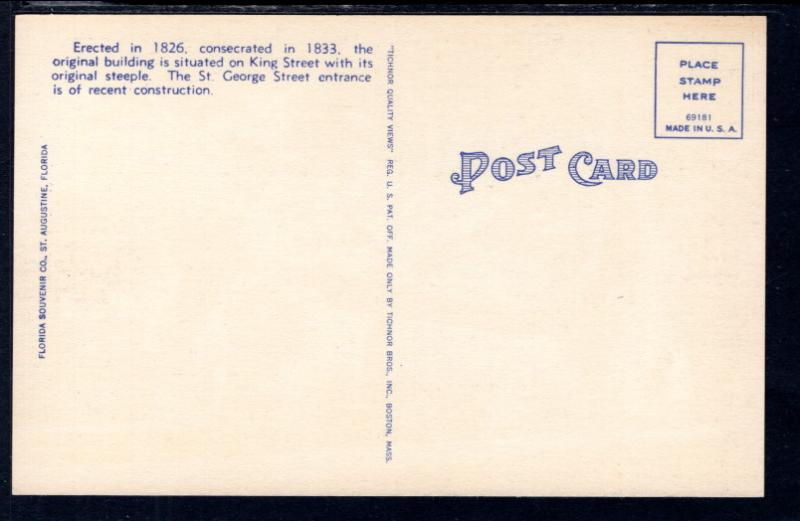 Erected in 1826, consecrated in 1833, the
original building is situated on King Street with its
original steeple. The St. George Street entrance
is of recent construction.
FLORIDA SOUVENIR CO., ST. AUGUSTINE, FLORIDA
"TICHNOR QUALITY VIEWS" REG. U. S. PAT. OFF. MADE ONLY BY TICHNOR BROS., INC., BOSTON, MASS.
POST CARD
PLACE
STAMP
HERE
69181
MADE IN U. S. A.